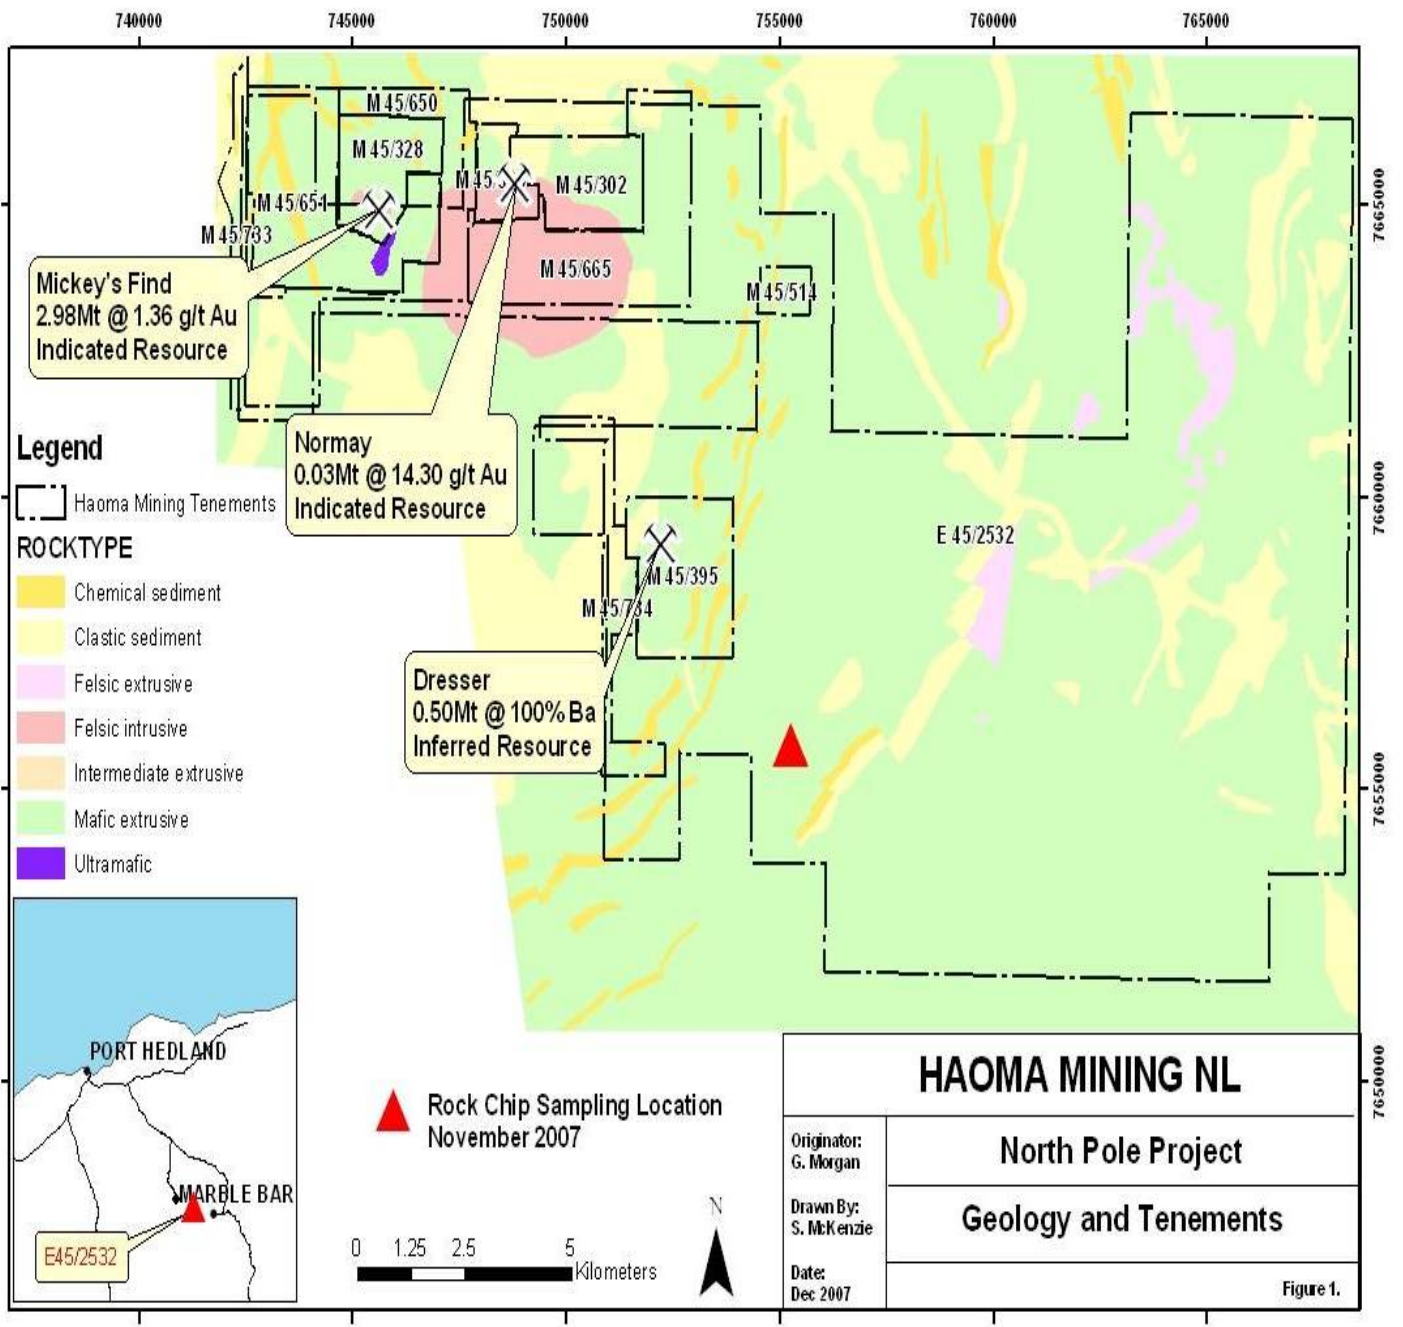 740000
745000
750000
755000
760000
765000
7665000
7660000
7655000
7650000
M 45/650
M 45/328
M 45/654
M 45/733
M 45/302
M 45/665
M 45/514
M 45/395
M 45/734
E 45/2532
Mickey's Find
2.98Mt @ 1.36 g/t Au
Indicated Resource
Normay
0.03Mt @ 14.30 g/t Au
Indicated Resource
Dresser
0.50Mt @ 100% Ba
Inferred Resource
Legend
Haoma Mining Tenements
ROCKTYPE
Chemical sediment
Clastic sediment
Felsic extrusive
Felsic intrusive
Intermediate extrusive
Mafic extrusive
Ultramafic
PORT HEDLAND
MARBLE BAR
E45/2532
Rock Chip Sampling Location
November 2007
0 1.25 2.5 5
Kilometers
N
HAOMA MINING NL
Originator:
G. Morgan
North Pole Project
Drawn By:
S. McKenzie
Geology and Tenements
Date:
Dec 2007
Figure 1.